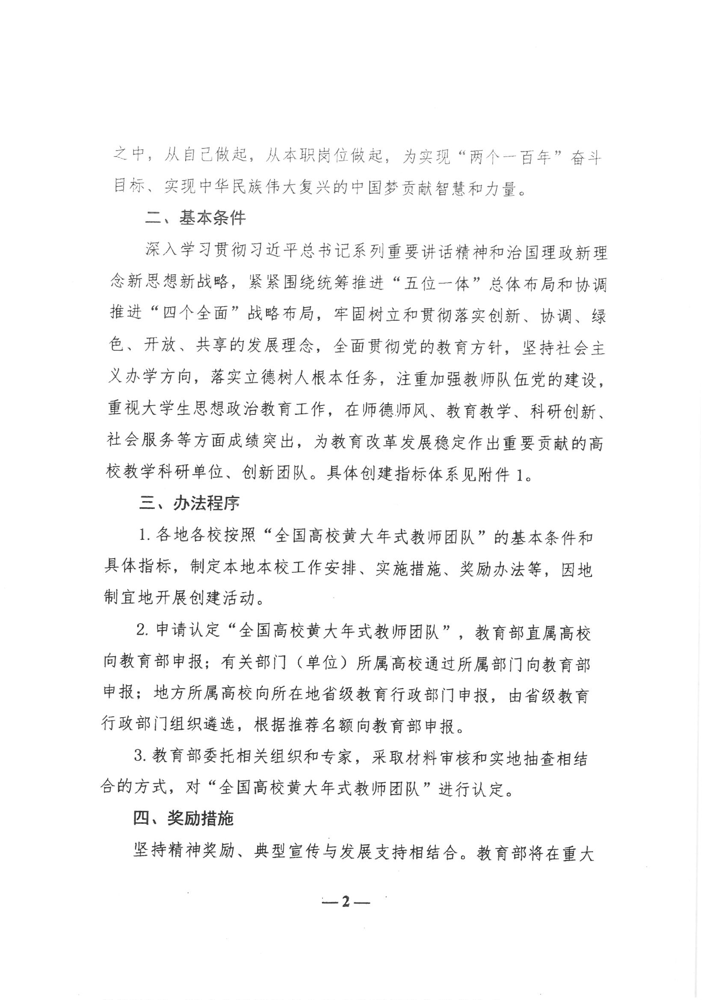 之中，从自己做起，从本职岗位做起，为实现“两个一百年”奋斗
目标、实现中华民族伟大复兴的中国梦贡献智慧和力量。
二、基本条件
深入学习贯彻习近平总书记系列重要讲话精神和治国理政新理
念新思想新战略，紧紧围绕统筹推进“五位一体”总体布局和协调
推进“四个全面”战略布局，牢固树立和贯彻落实创新、协调、绿
色、开放、共享的发展理念，全面贯彻党的教育方针，坚持社会主
义办学方向，落实立德树人根本任务，注重加强教师队伍党的建设，
重视大学生思想政治教育工作，在师德师风、教育教学、科研创新、
社会服务等方面成绩突出，为教育改革发展稳定作出重要贡献的高
校教学科研单位、创新团队。具体创建指标体系见附件1。
三、办法程序
1.各地各校按照“全国高校黄大年式教师团队”的基本条件和
具体指标，制定本地本校工作安排、实施措施、奖励办法等，因地
制宜地开展创建活动。
2.申请认定“全国高校黄大年式教师团队”，教育部直属高校
向教育部申报；有关部门（单位）所属高校通过所属部门向教育部
申报；地方所属高校向所在地省级教育行政部门申报，由省级教育
行政部门组织遴选，根据推荐名额向教育部申报。
3.教育部委托相关组织和专家，采取材料审核和实地抽查相结
合的方式，对“全国高校黄大年式教师团队”进行认定。
四、奖励措施
坚持精神奖励、典型宣传与发展支持相结合。教育部将在重大
—2—